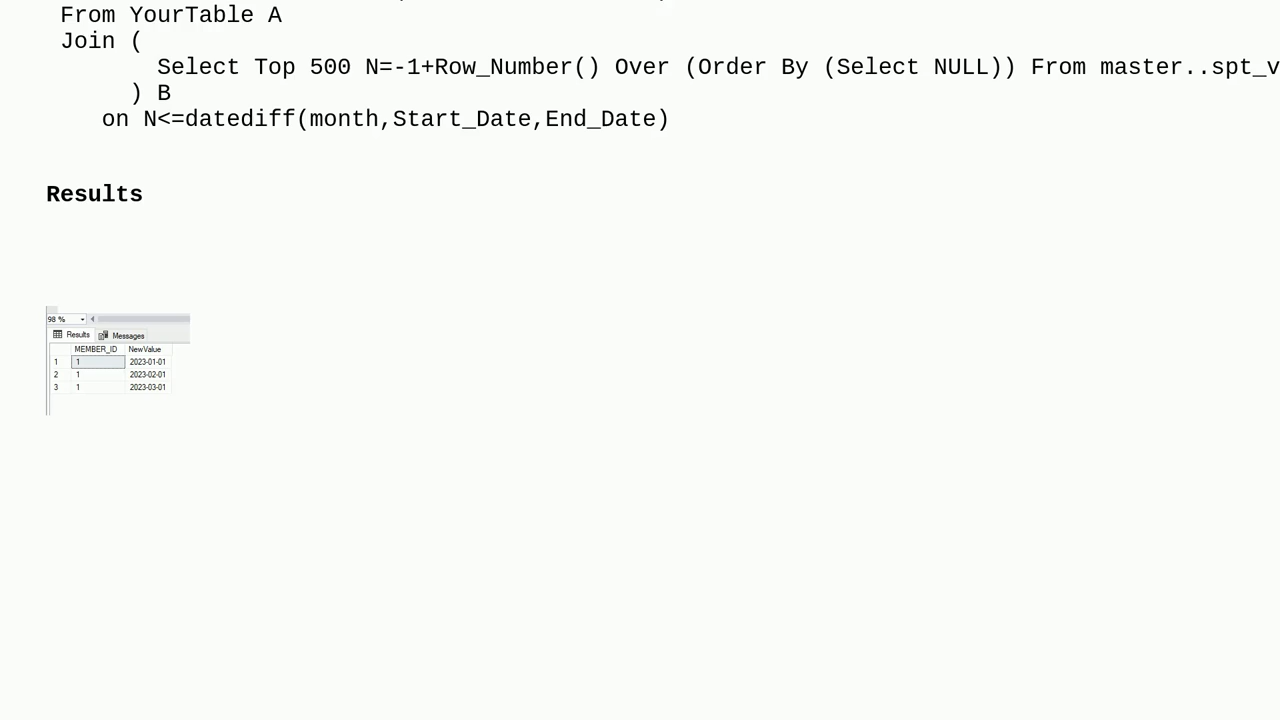 From YourTable A
Join (
Select Top 500 N=-1+Row_Number() Over (Order By (Select NULL)) From master..spt_v
) B
on N<=datediff(month,Start_Date,End_Date)
Results
98 %
Results Messages
MEMBER_ID NewValue
1 1 2023-01-01
2 1 2023-02-01
3 1 2023-03-01